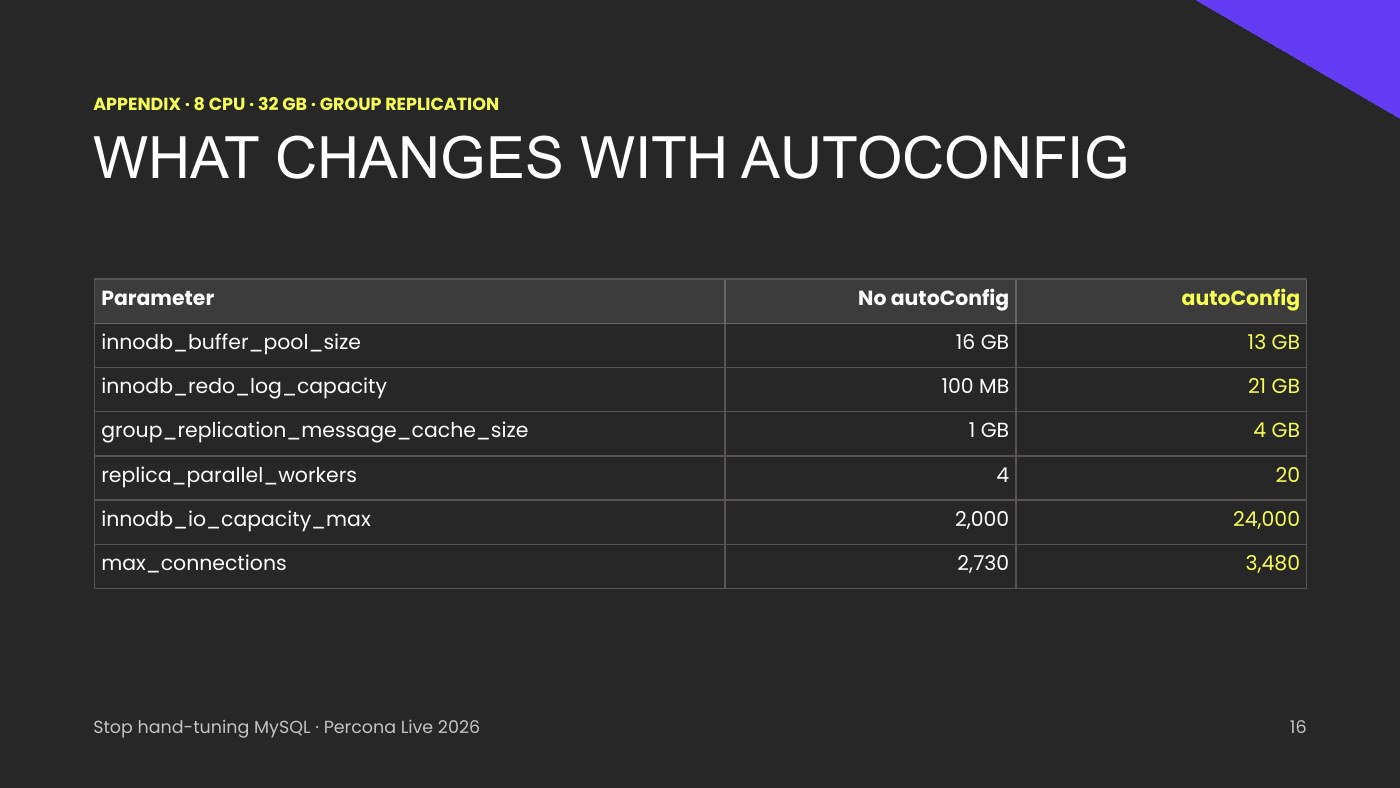 APPENDIX · 8 CPU · 32 GB · GROUP REPLICATION
WHAT CHANGES WITH AUTOCONFIG
Parameter No autoConfig autoConfig
innodb_buffer_pool_size 16 GB 13 GB
innodb_redo_log_capacity 100 MB 21 GB
group_replication_message_cache_size 1 GB 4 GB
replica_parallel_workers 4 20
innodb_io_capacity_max 2,000 24,000
max_connections 2,730 3,480
Stop hand-tuning MySQL · Percona Live 2026 16